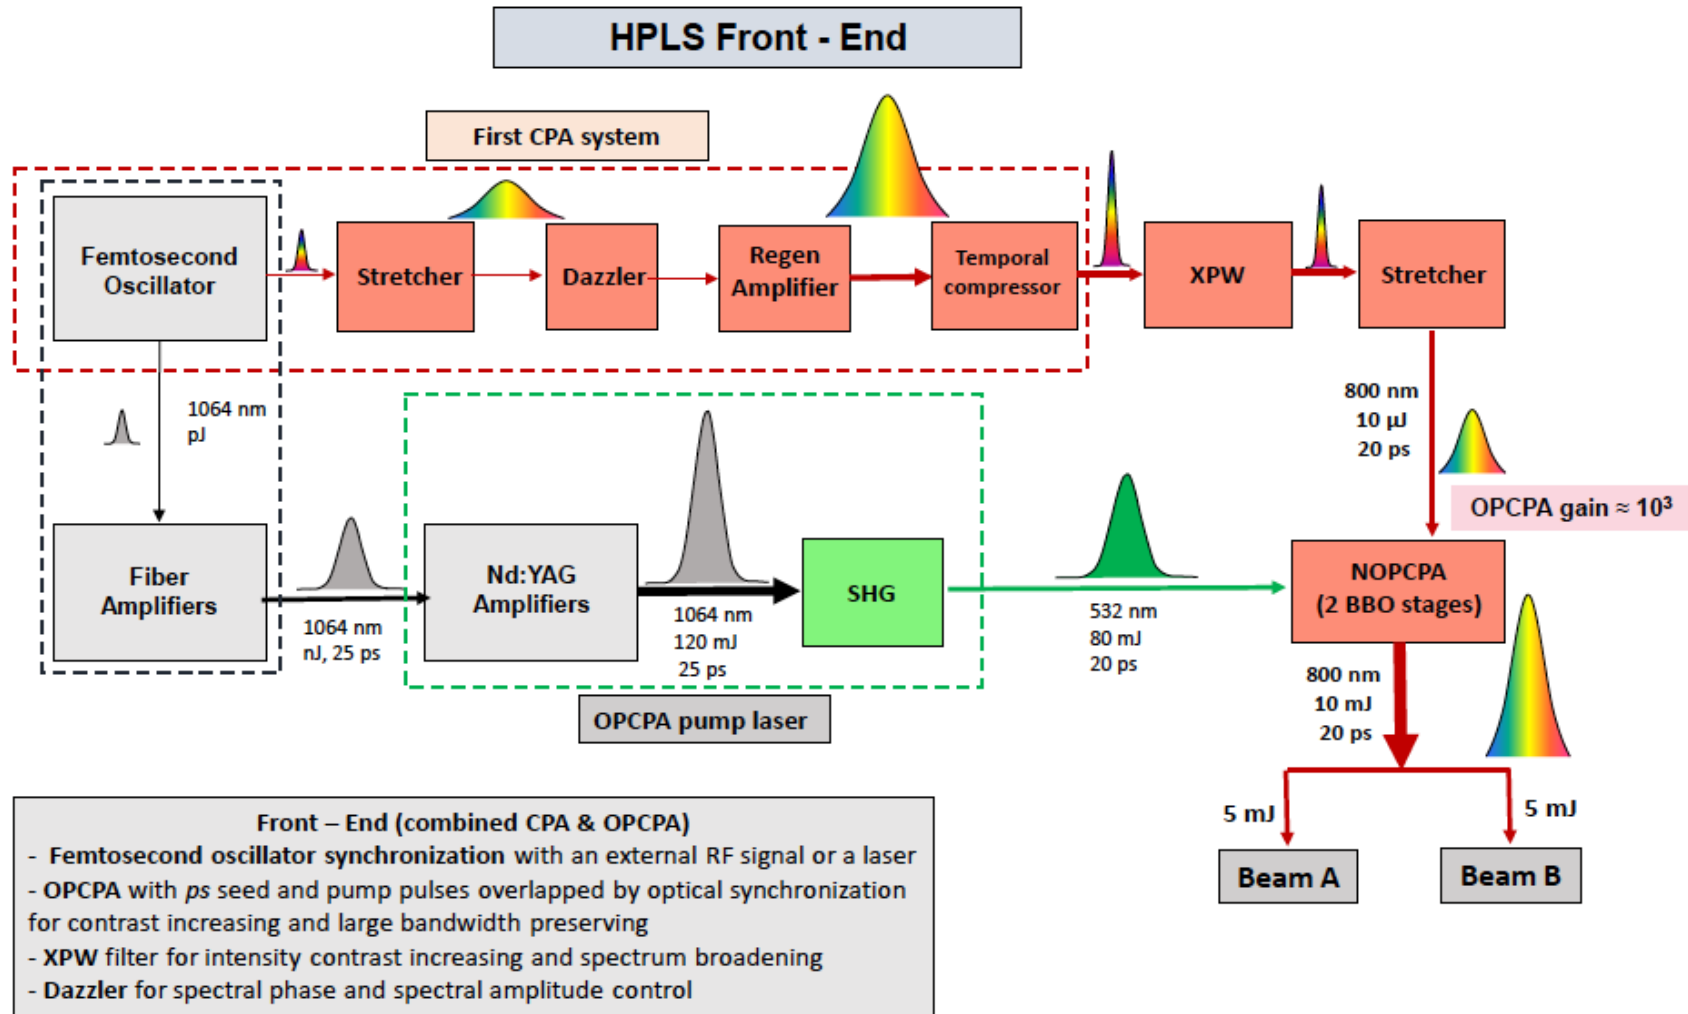 HPLS Front - End
First CPA system
Femtosecond
Oscillator
Stretcher
Dazzler
Regen
Amplifier
Temporal
compressor
XPW
Stretcher
1064 nm
pJ
800 nm
10 µJ
20 ps
OPCPA gain ≈ 10³
Fiber
Amplifiers
1064 nm
nJ, 25 ps
Nd:YAG
Amplifiers
1064 nm
120 mJ
25 ps
SHG
532 nm
80 mJ
20 ps
NOPCPA
(2 BBO stages)
800 nm
10 mJ
20 ps
OPCPA pump laser
5 mJ
5 mJ
Beam A
Beam B
Front – End (combined CPA & OPCPA)
- Femtosecond oscillator synchronization with an external RF signal or a laser
- OPCPA with ps seed and pump pulses overlapped by optical synchronization
for contrast increasing and large bandwidth preserving
- XPW filter for intensity contrast increasing and spectrum broadening
- Dazzler for spectral phase and spectral amplitude control